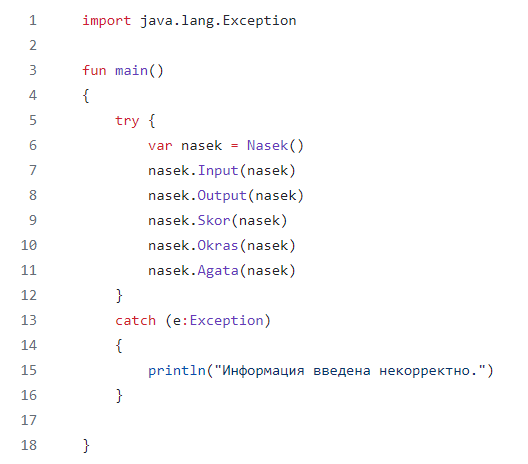 1 import java.lang.Exception
2
3 fun main()
4 {
5 try {
6 var nasek = Nasek()
7 nasek.Input(nasek)
8 nasek.Output(nasek)
9 nasek.Skor(nasek)
10 nasek.Okras(nasek)
11 nasek.Agata(nasek)
12 }
13 catch (e:Exception)
14 {
15 println("Информация введена некорректно.")
16 }
17
18 }